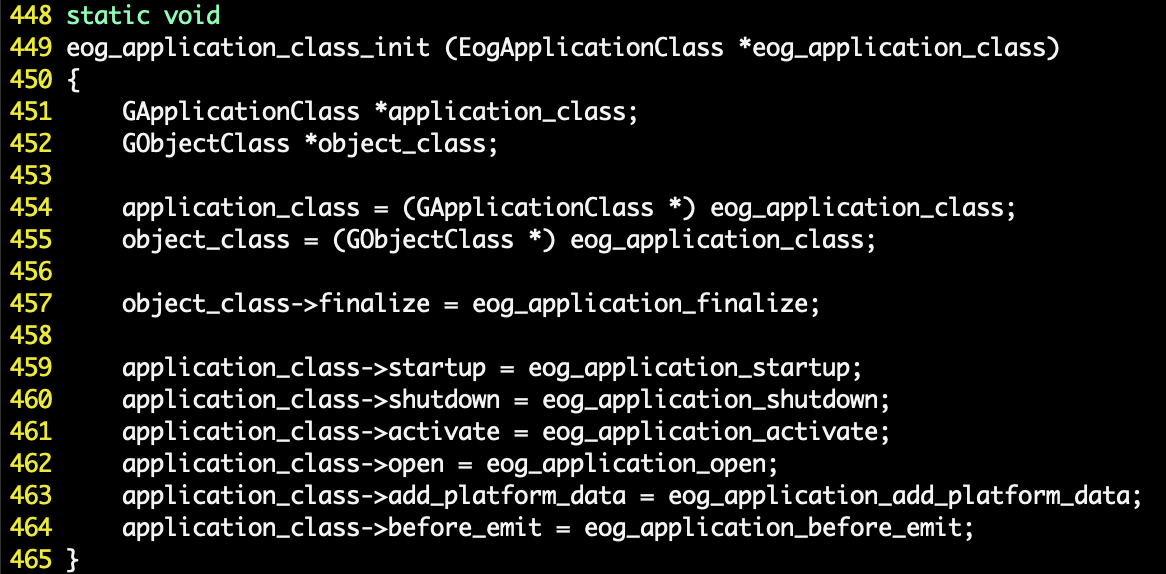 448 static void
449 eog_application_class_init (EogApplicationClass *eog_application_class)
450 {
451     GApplicationClass *application_class;
452     GObjectClass *object_class;
453
454     application_class = (GApplicationClass *) eog_application_class;
455     object_class = (GObjectClass *) eog_application_class;
456
457     object_class->finalize = eog_application_finalize;
458
459     application_class->startup = eog_application_startup;
460     application_class->shutdown = eog_application_shutdown;
461     application_class->activate = eog_application_activate;
462     application_class->open = eog_application_open;
463     application_class->add_platform_data = eog_application_add_platform_data;
464     application_class->before_emit = eog_application_before_emit;
465 }